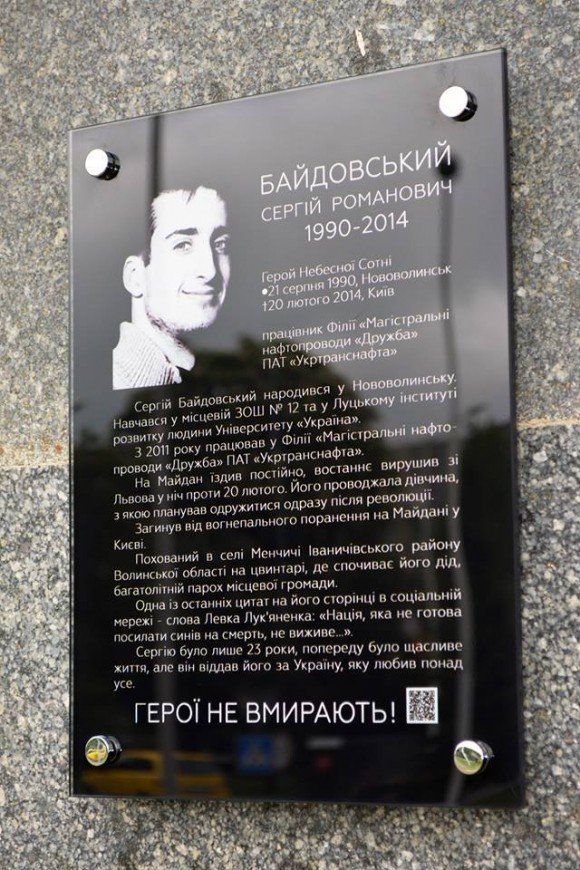 БАЙДОВСЬКИЙ
СЕРГІЙ РОМАНОВИЧ
1990-2014
Герой Небесної Сотні
•21 серпня 1990, Нововолинськ
†20 лютого 2014, Київ
працівник Філії «Магістральні
нафтопроводи «Дружба»
ПАТ «Укртранснафта»
Сергій Байдовський народився у Нововолинську.
Навчався у місцевій ЗОШ № 12 та у Луцькому інституті
розвитку людини Університету «Україна».
З 2011 року працював у Філії «Магістральні нафто-
проводи «Дружба» ПАТ «Укртранснафта».
На Майдан їздив постійно, востаннє вирушив зі
Львова у ніч проти 20 лютого. Його проводжала дівчина,
з якою планував одружитися одразу після революції.
Загинув від вогнепального поранення на Майдані у
Києві.
Похований в селі Менчичі Іваничівського району
Волинської області на цвинтарі, де спочиває його дід,
багатолітній парох місцевої громади.
Одна із останніх цитат на його сторінці в соціальній
мережі - слова Левка Лук'яненка: «Нація, яка не готова
посилати синів на смерть, не виживе...».
Сергію було лише 23 роки, попереду було щасливе
життя, але він віддав його за Україну, яку любив понад
усе.
ГЕРОЇ НЕ ВМИРАЮТЬ!